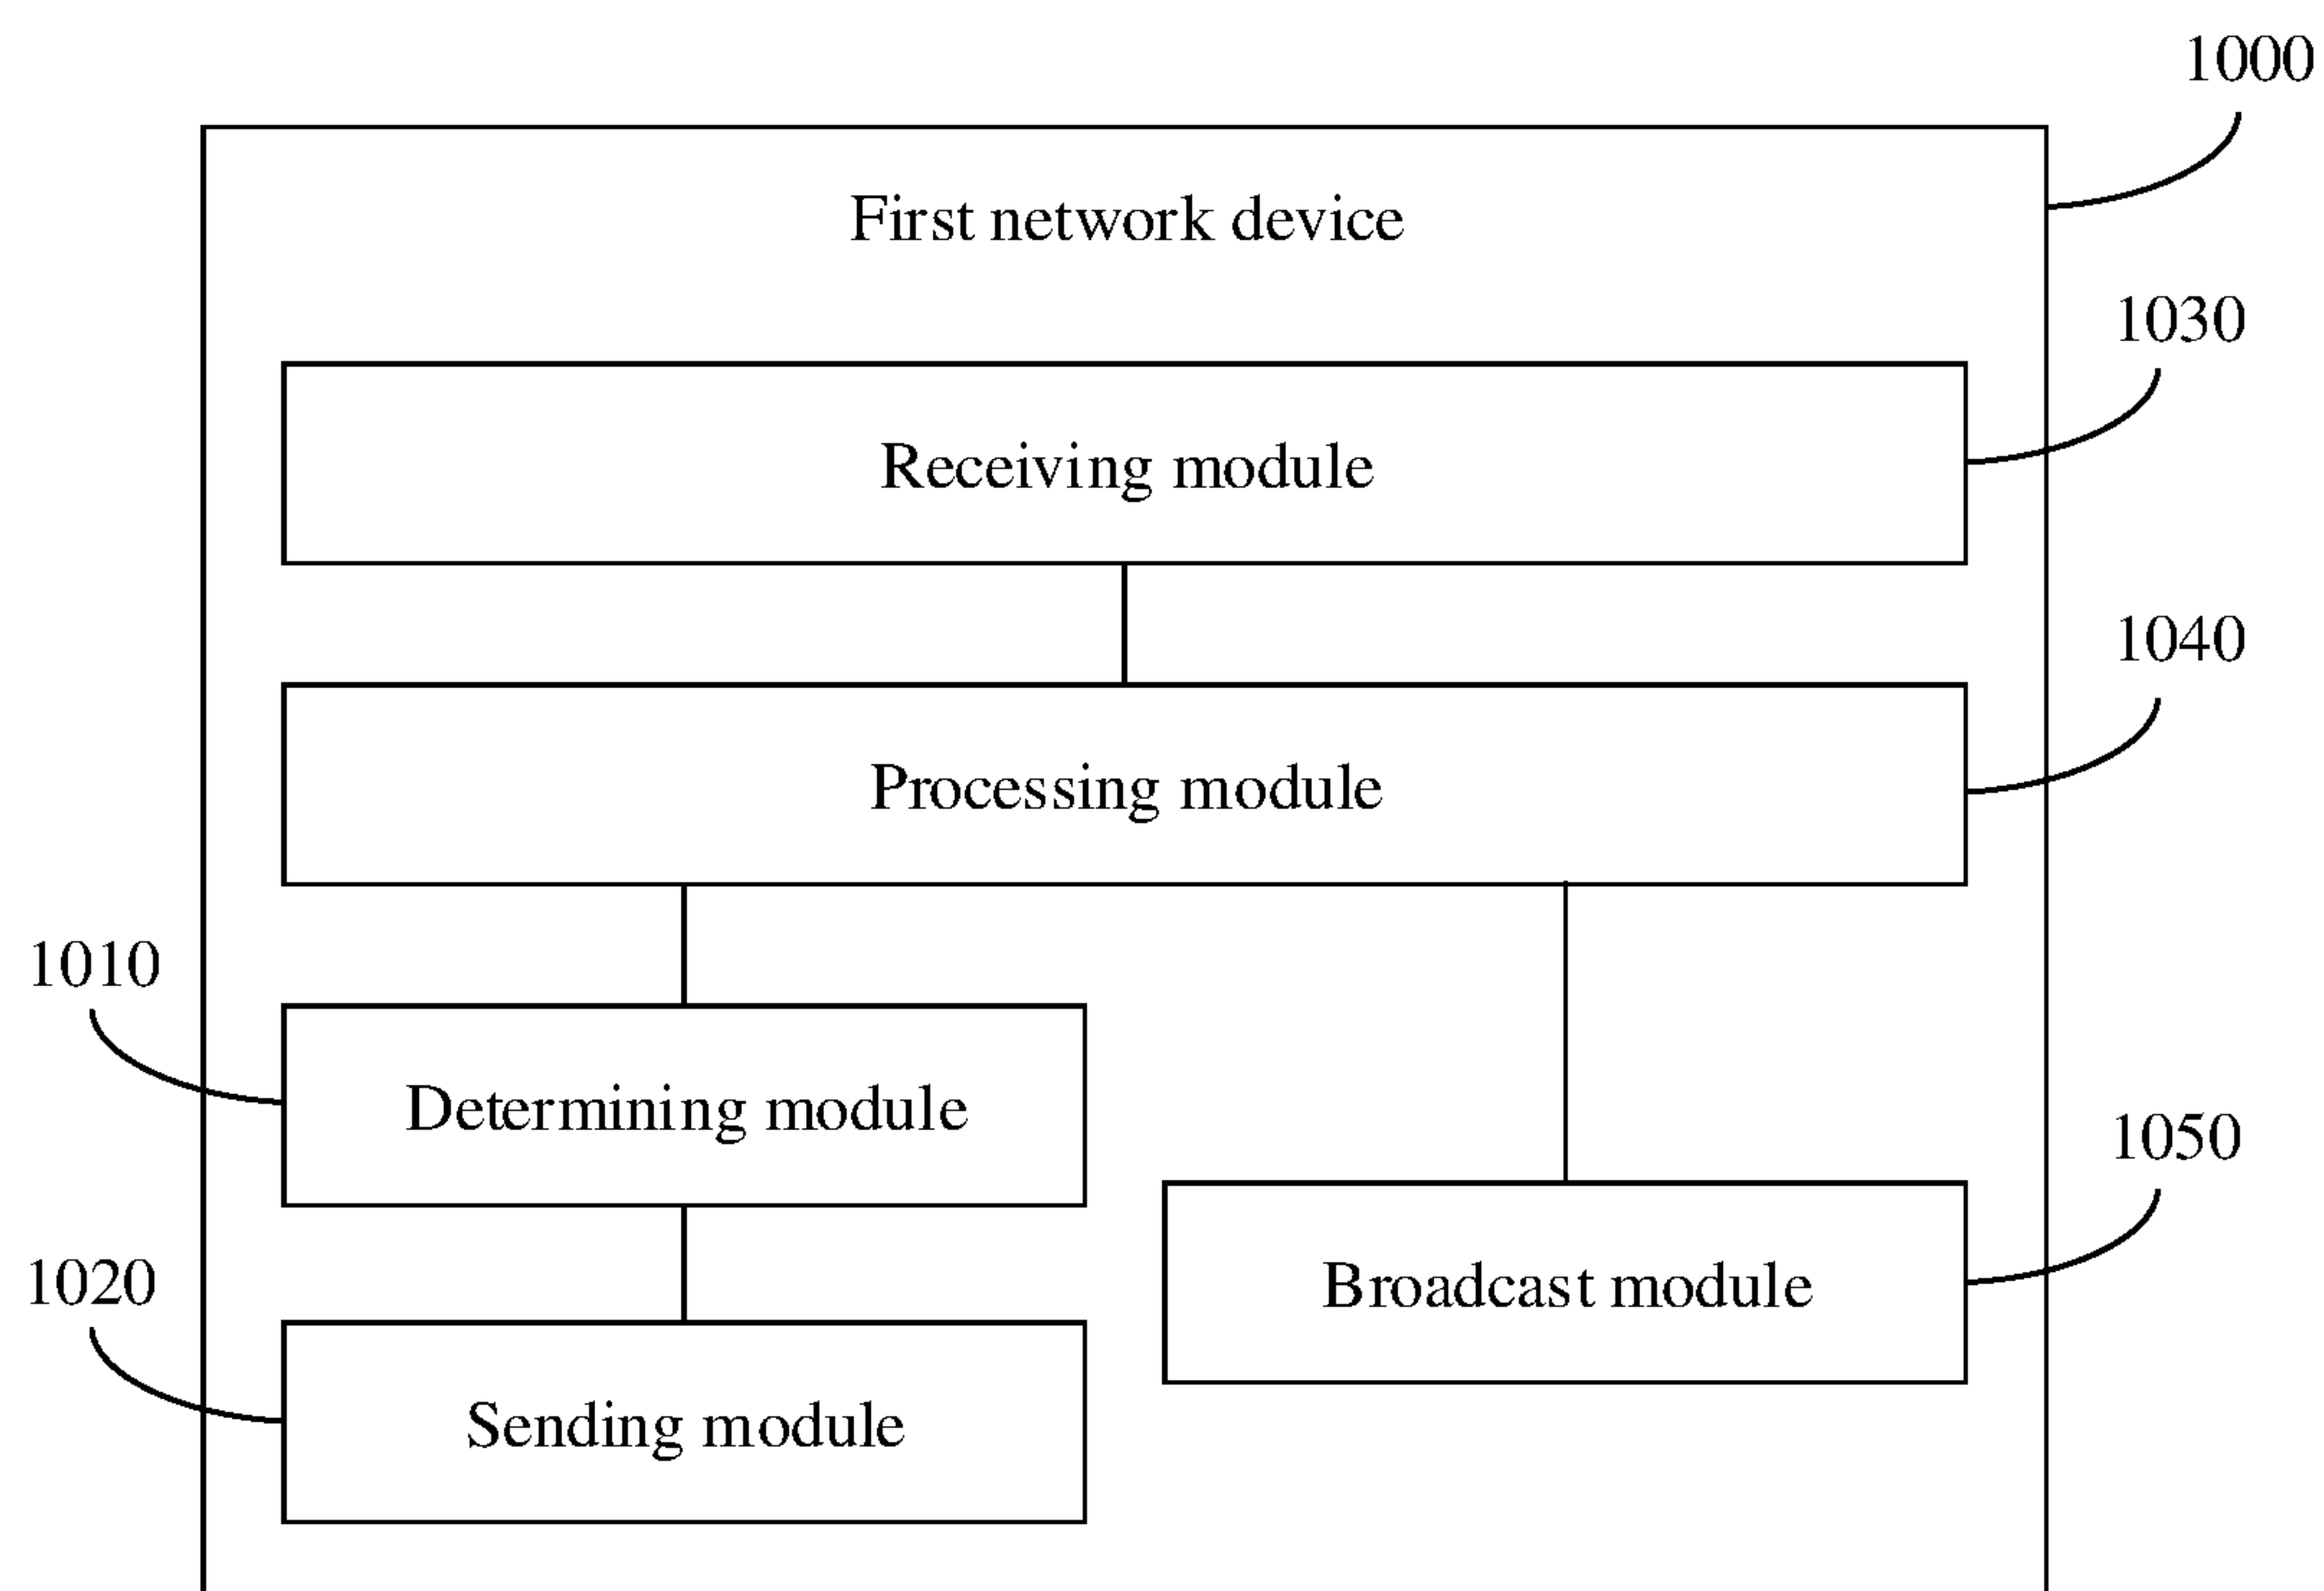 1000
First network device
1030
Receiving module
1040
Processing module
1010
Determining module
1050
1020
Broadcast module
Sending module